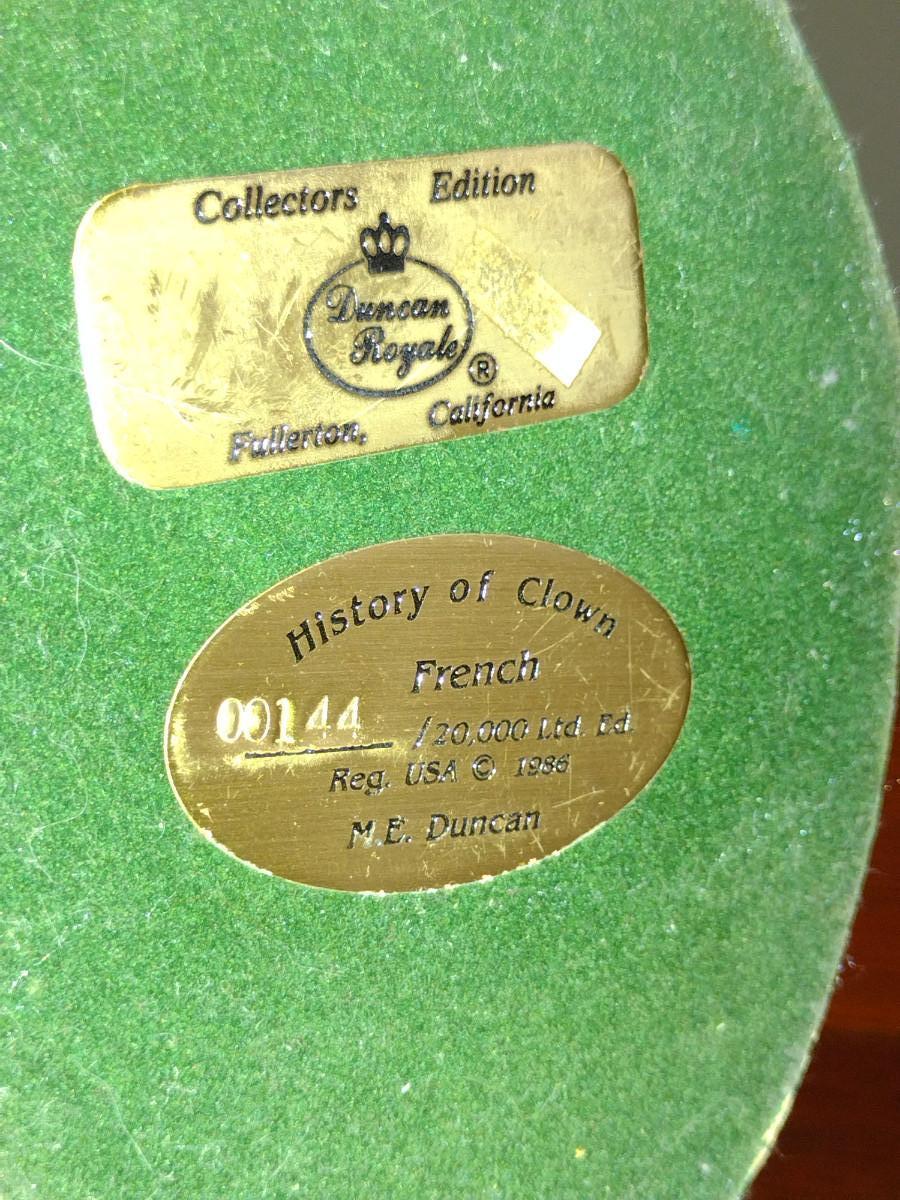 Collectors Edition
Duncan
Royale ®
Fullerton, California
History of Clown
French
00144 /20,000 Ltd. Ed.
Reg. USA © 1986
M.E. Duncan